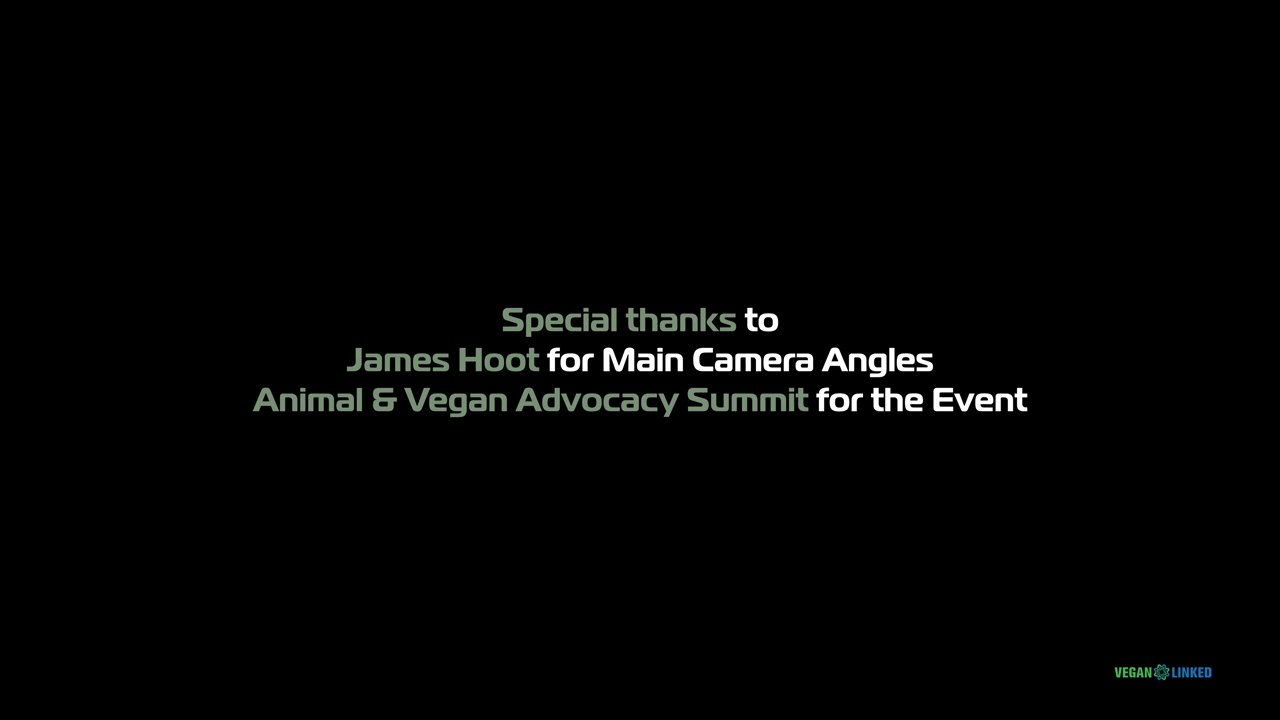 Special thanks to
James Hoot for Main Camera Angles
Animal & Vegan Advocacy Summit for the Event
VEGAN LINKED